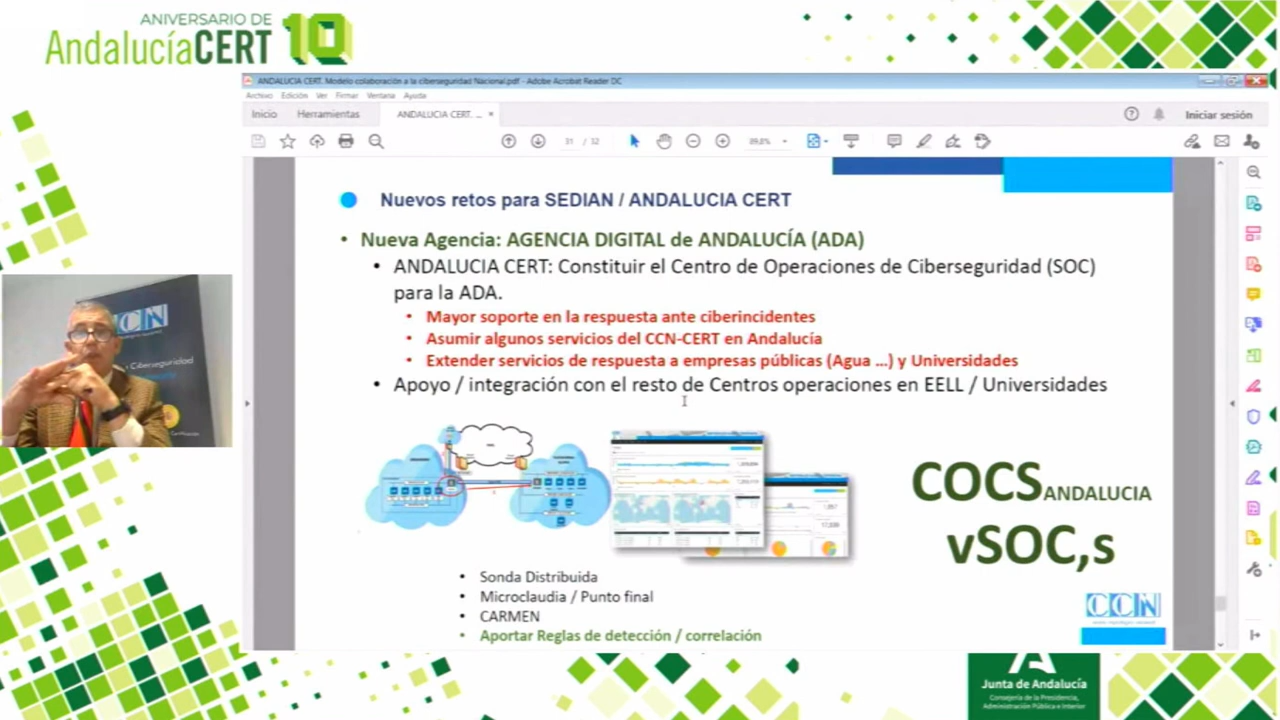 ANIVERSARIO DE
AndalucíaCERT 10
ANDALUCIA CERT. Modelo colaboración a la ciberseguridad Nacional.pdf - Adobe Acrobat Reader DC
Archivo Edición Ver Firmar Ventana Ayuda
Inicio Herramientas ANDALUCIA CERT. ... × Iniciar sesión
31 / 32
Nuevos retos para SEDIAN / ANDALUCIA CERT
• Nueva Agencia: AGENCIA DIGITAL de ANDALUCÍA (ADA)
• ANDALUCIA CERT: Constituir el Centro de Operaciones de Ciberseguridad (SOC)
para la ADA.
• Mayor soporte en la respuesta ante ciberincidentes
• Asumir algunos servicios del CCN-CERT en Andalucía
• Extender servicios de respuesta a empresas públicas (Agua ...) y Universidades
• Apoyo / integración con el resto de Centros operaciones en EELL / Universidades
CCN
Ciberseguridad
COCS ANDALUCIA
vSOC,s
• Sonda Distribuida
• Microclaudia / Punto final
• CARMEN
• Aportar Reglas de detección / correlación
CCN
Junta de Andalucía
Consejería de la Presidencia,
Administración Pública e Interior